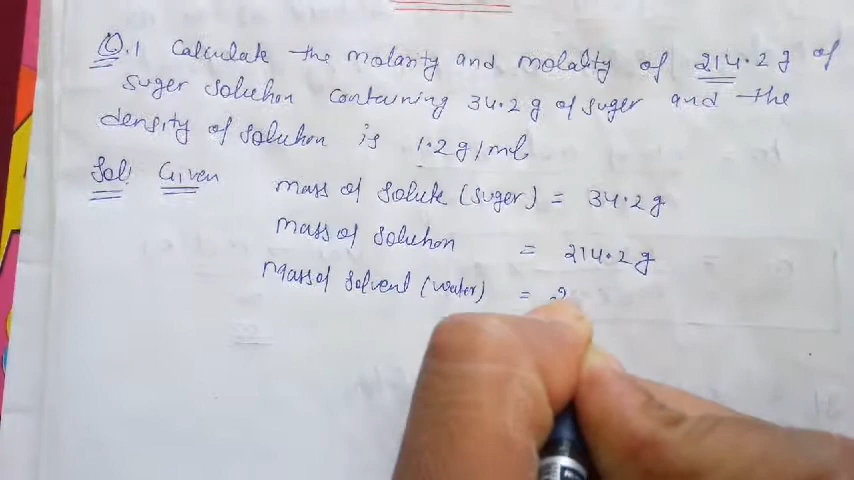 Q.1 Calculate the molarity and molality of 214.2 g of
suger solution containing 34.2 g of suger and the
density of solution is 1.2 g/ml
Sol! Given mass of solute (suger) = 34.2 g
mass of solution = 214.2 g
Mass of solvent (water) = 2